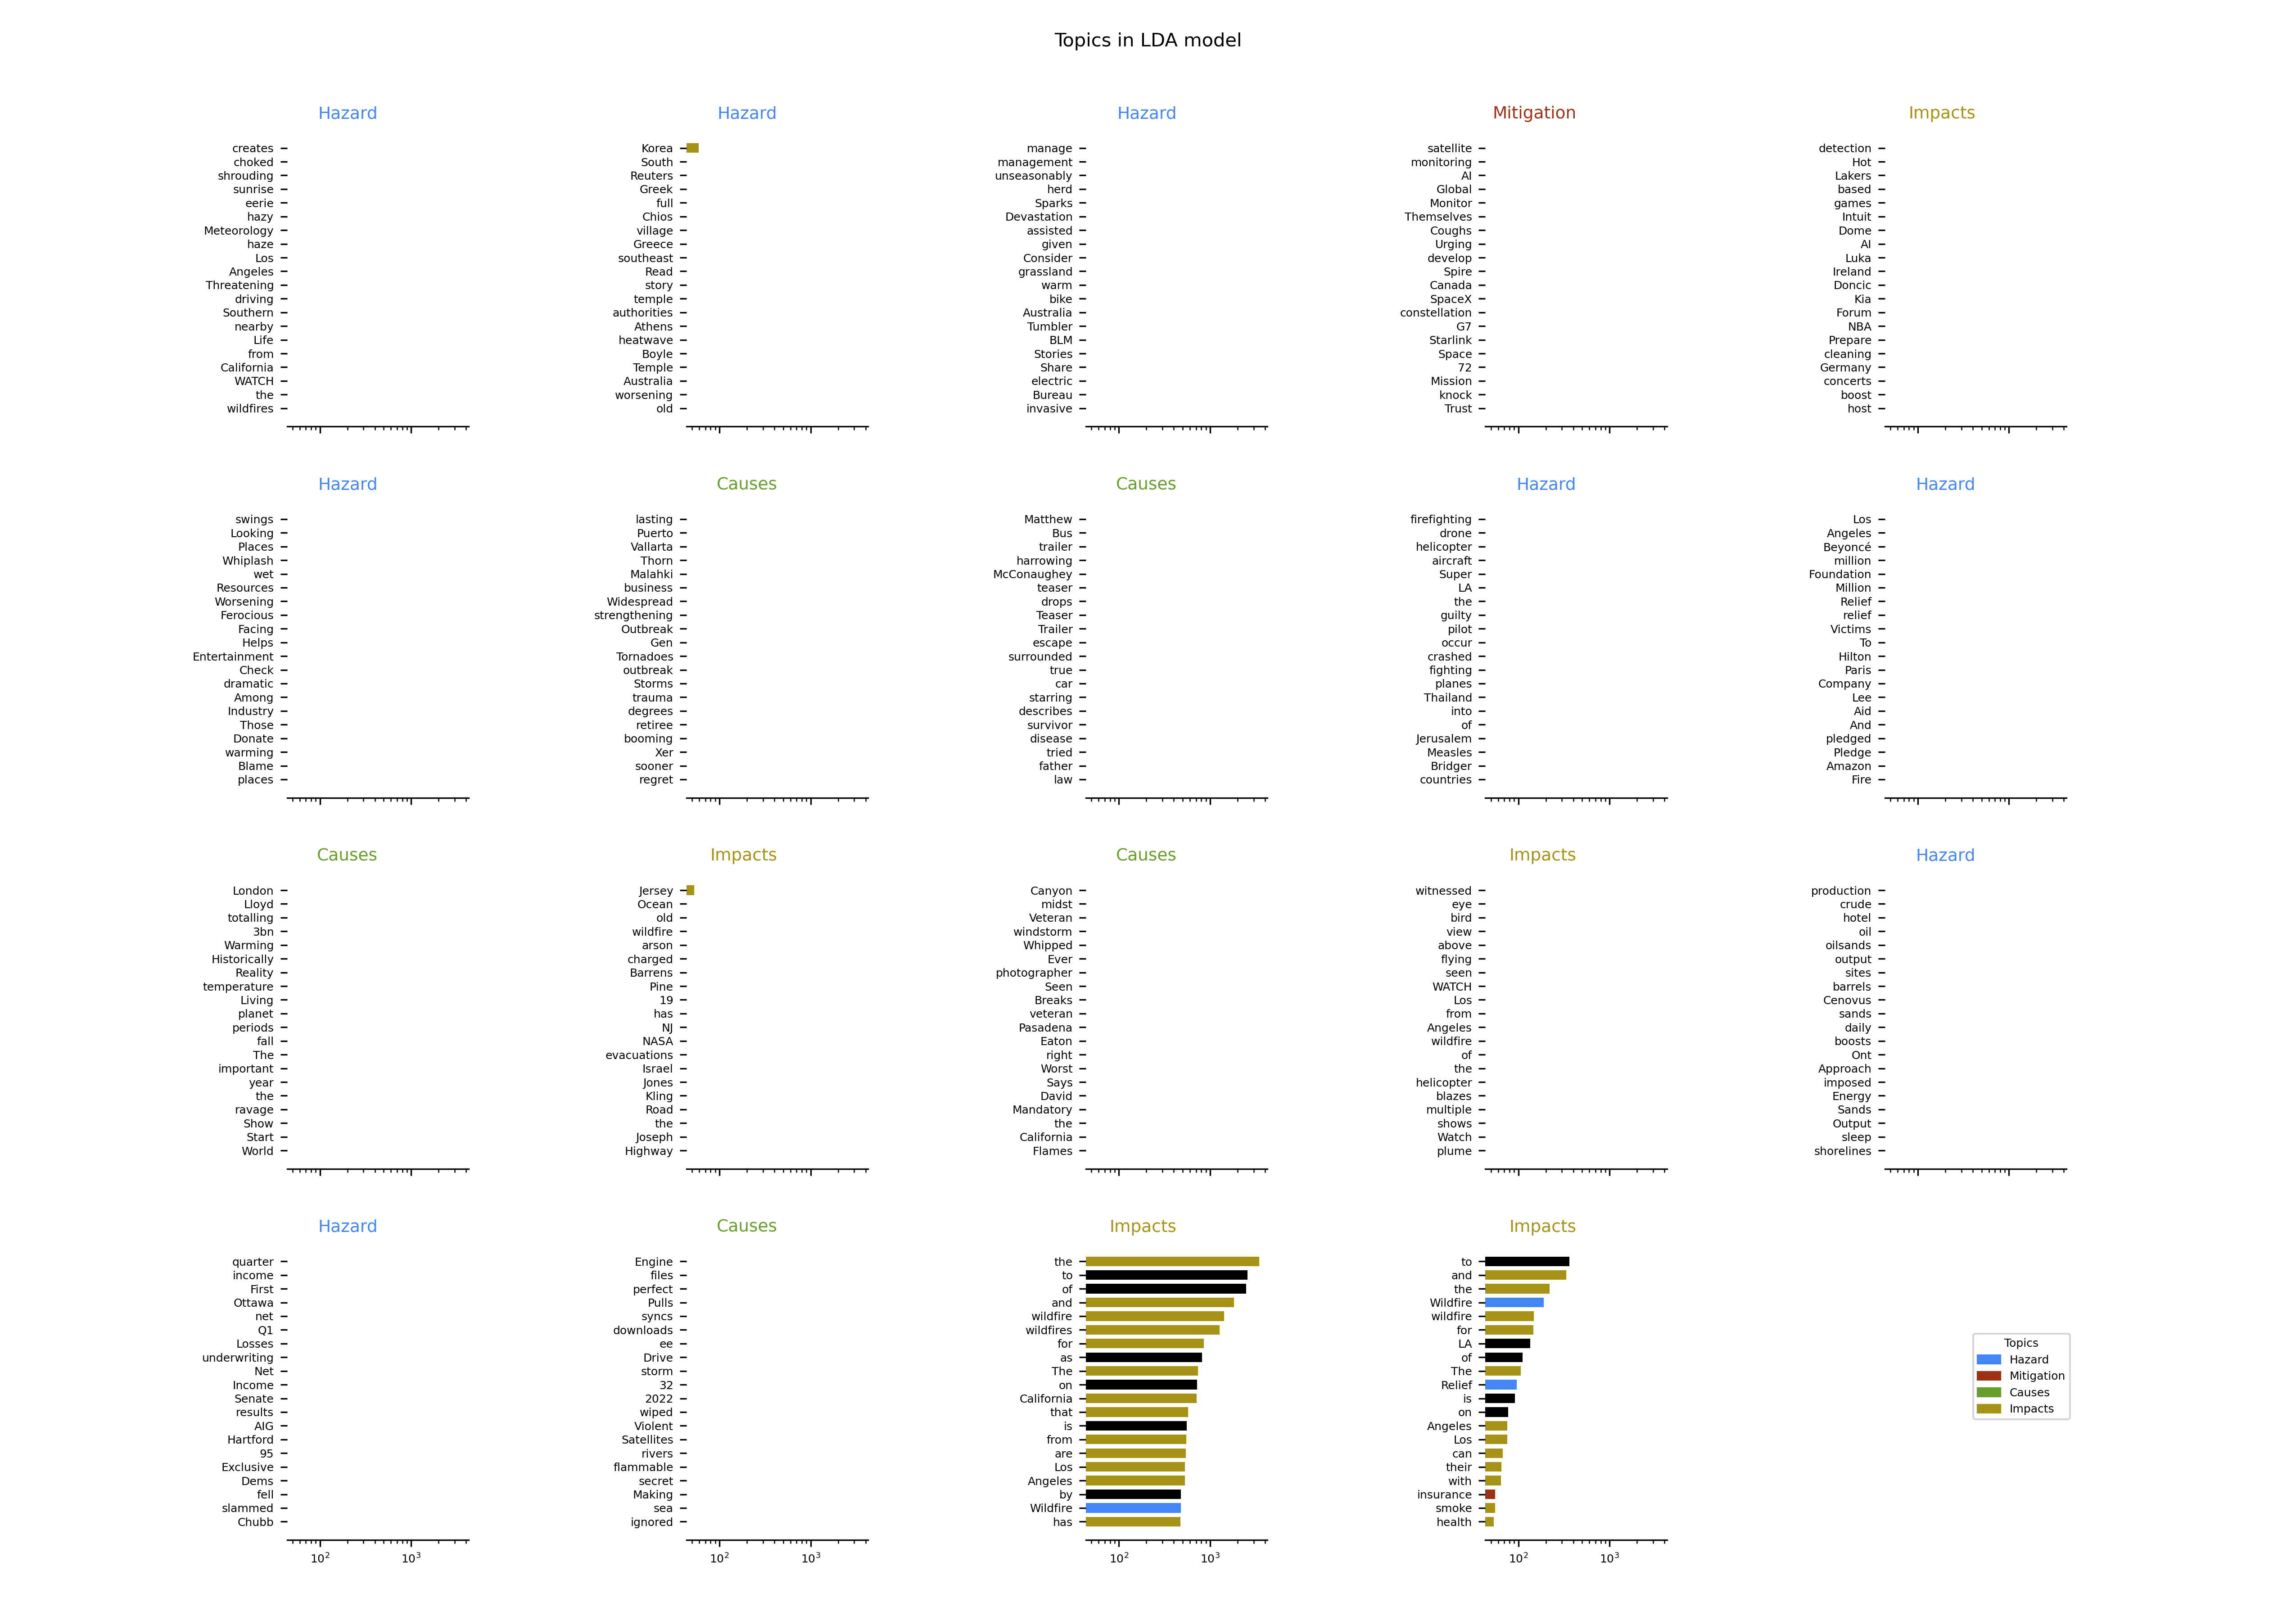 Topics in LDA model
Hazard
creates
choked
shrouding
sunrise
eerie
hazy
Meteorology
haze
Los
Angeles
Threatening
driving
Southern
nearby
Life
from
California
WATCH
the
wildfires
Hazard
Korea
South
Reuters
Greek
full
Chios
village
Greece
southeast
Read
story
temple
authorities
Athens
heatwave
Boyle
Temple
Australia
worsening
old
Hazard
manage
management
unseasonably
herd
Sparks
Devastation
assisted
given
Consider
grassland
warm
bike
Australia
Tumbler
BLM
Stories
Share
electric
Bureau
invasive
Mitigation
satellite
monitoring
AI
Global
Monitor
Themselves
Coughs
Urging
develop
Spire
Canada
SpaceX
constellation
G7
Starlink
Space
72
Mission
knock
Trust
Impacts
detection
Hot
Lakers
based
games
Intuit
Dome
AI
Luka
Ireland
Doncic
Kia
Forum
NBA
Prepare
cleaning
Germany
concerts
boost
host
Hazard
swings
Looking
Places
Whiplash
wet
Resources
Worsening
Ferocious
Facing
Helps
Entertainment
Check
dramatic
Among
Industry
Those
Donate
warming
Blame
places
Causes
lasting
Puerto
Vallarta
Thorn
Malahki
business
Widespread
strengthening
Outbreak
Gen
Tornadoes
outbreak
Storms
trauma
degrees
retiree
booming
Xer
sooner
regret
Causes
Matthew
Bus
trailer
harrowing
McConaughey
teaser
drops
Teaser
Trailer
escape
surrounded
true
car
starring
describes
survivor
disease
tried
father
law
Hazard
firefighting
drone
helicopter
aircraft
Super
LA
the
guilty
pilot
occur
crashed
fighting
planes
Thailand
into
of
Jerusalem
Measles
Bridger
countries
Hazard
Los
Angeles
Beyoncé
million
Foundation
Million
Relief
relief
Victims
To
Hilton
Paris
Company
Lee
Aid
And
pledged
Pledge
Amazon
Fire
Causes
London
Lloyd
totalling
3bn
Warming
Historically
Reality
temperature
Living
planet
periods
fall
The
important
year
the
ravage
Show
Start
World
Impacts
Jersey
Ocean
old
wildfire
arson
charged
Barrens
Pine
19
has
NJ
NASA
evacuations
Israel
Jones
Kling
Road
the
Joseph
Highway
Causes
Canyon
midst
Veteran
windstorm
Whipped
Ever
photographer
Seen
Breaks
veteran
Pasadena
Eaton
right
Worst
Says
David
Mandatory
the
California
Flames
Impacts
witnessed
eye
bird
view
above
flying
seen
WATCH
Los
from
Angeles
wildfire
of
the
helicopter
blazes
multiple
shows
Watch
plume
Hazard
production
crude
hotel
oil
oilsands
output
sites
barrels
Cenovus
sands
daily
boosts
Ont
Approach
imposed
Energy
Sands
Output
sleep
shorelines
Hazard
quarter
income
First
Ottawa
net
Q1
Losses
underwriting
Net
Income
Senate
results
AIG
Hartford
95
Exclusive
Dems
fell
slammed
Chubb
10² 10³
Causes
Engine
files
perfect
Pulls
syncs
downloads
ee
Drive
storm
32
2022
wiped
Violent
Satellites
rivers
flammable
secret
Making
sea
ignored
10² 10³
Impacts
the
to
of
and
wildfire
wildfires
for
as
The
on
California
that
is
from
are
Los
Angeles
by
Wildfire
has
10² 10³
Impacts
to
and
the
Wildfire
wildfire
for
LA
of
The
Relief
is
on
Angeles
Los
can
their
with
insurance
smoke
health
10² 10³
Topics
Hazard
Mitigation
Causes
Impacts